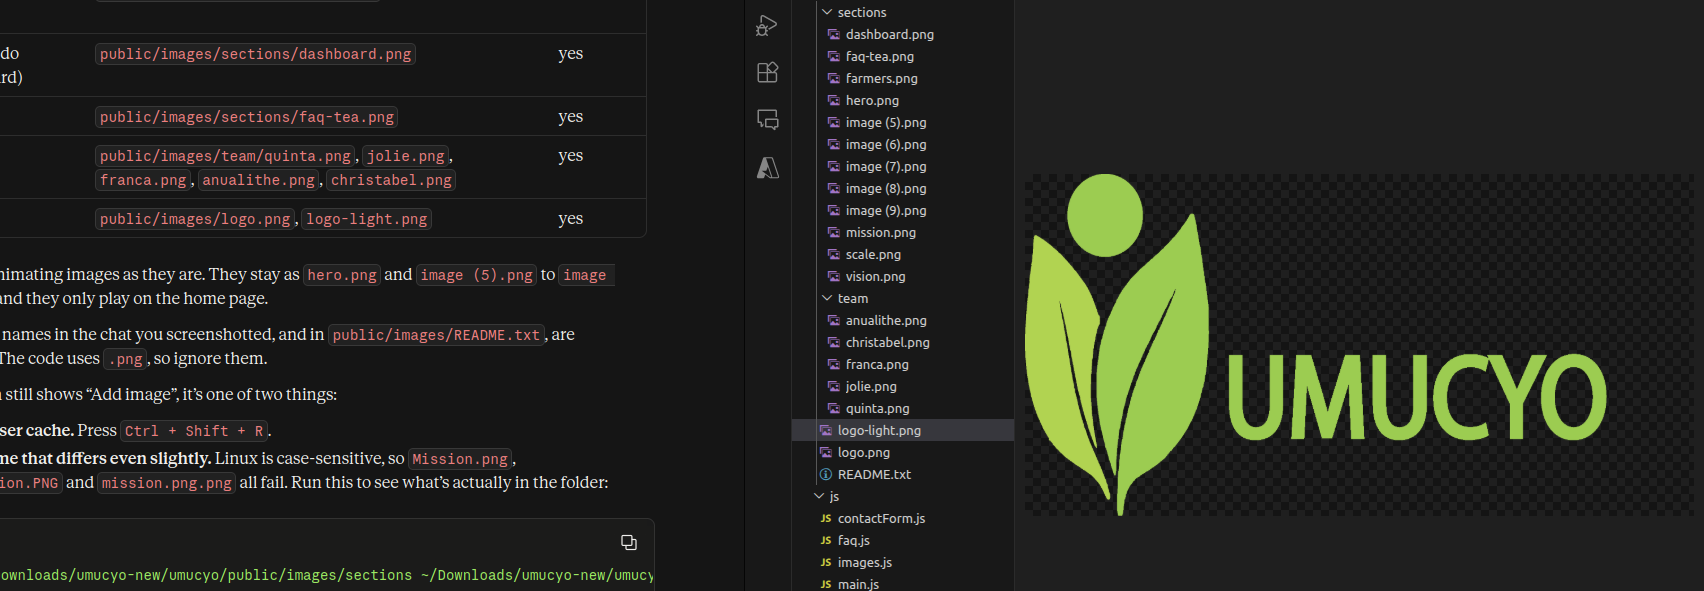 do
rd)
public/images/sections/dashboard.png
yes
public/images/sections/faq-tea.png
yes
public/images/team/quinta.png, jolie.png,
franca.png, anualithe.png, christabel.png
yes
public/images/logo.png, logo-light.png
yes
nimating images as they are. They stay as hero.png and image (5).png to image
and they only play on the home page.
names in the chat you screenshotted, and in public/images/README.txt, are
The code uses .png, so ignore them.
n still shows “Add image”, it’s one of two things:
ser cache. Press Ctrl + Shift + R.
me that differs even slightly. Linux is case-sensitive, so Mission.png,
ion.PNG and mission.png.png all fail. Run this to see what’s actually in the folder:
ownloads/umucyo-new/umucyo/public/images/sections ~/Downloads/umucyo-new/umucy
sections
dashboard.png
faq-tea.png
farmers.png
hero.png
image (5).png
image (6).png
image (7).png
image (8).png
image (9).png
mission.png
scale.png
vision.png
team
anualithe.png
christabel.png
franca.png
jolie.png
quinta.png
logo-light.png
logo.png
README.txt
js
JS contactForm.js
JS faq.js
JS images.js
JS main.js
UMUCYO